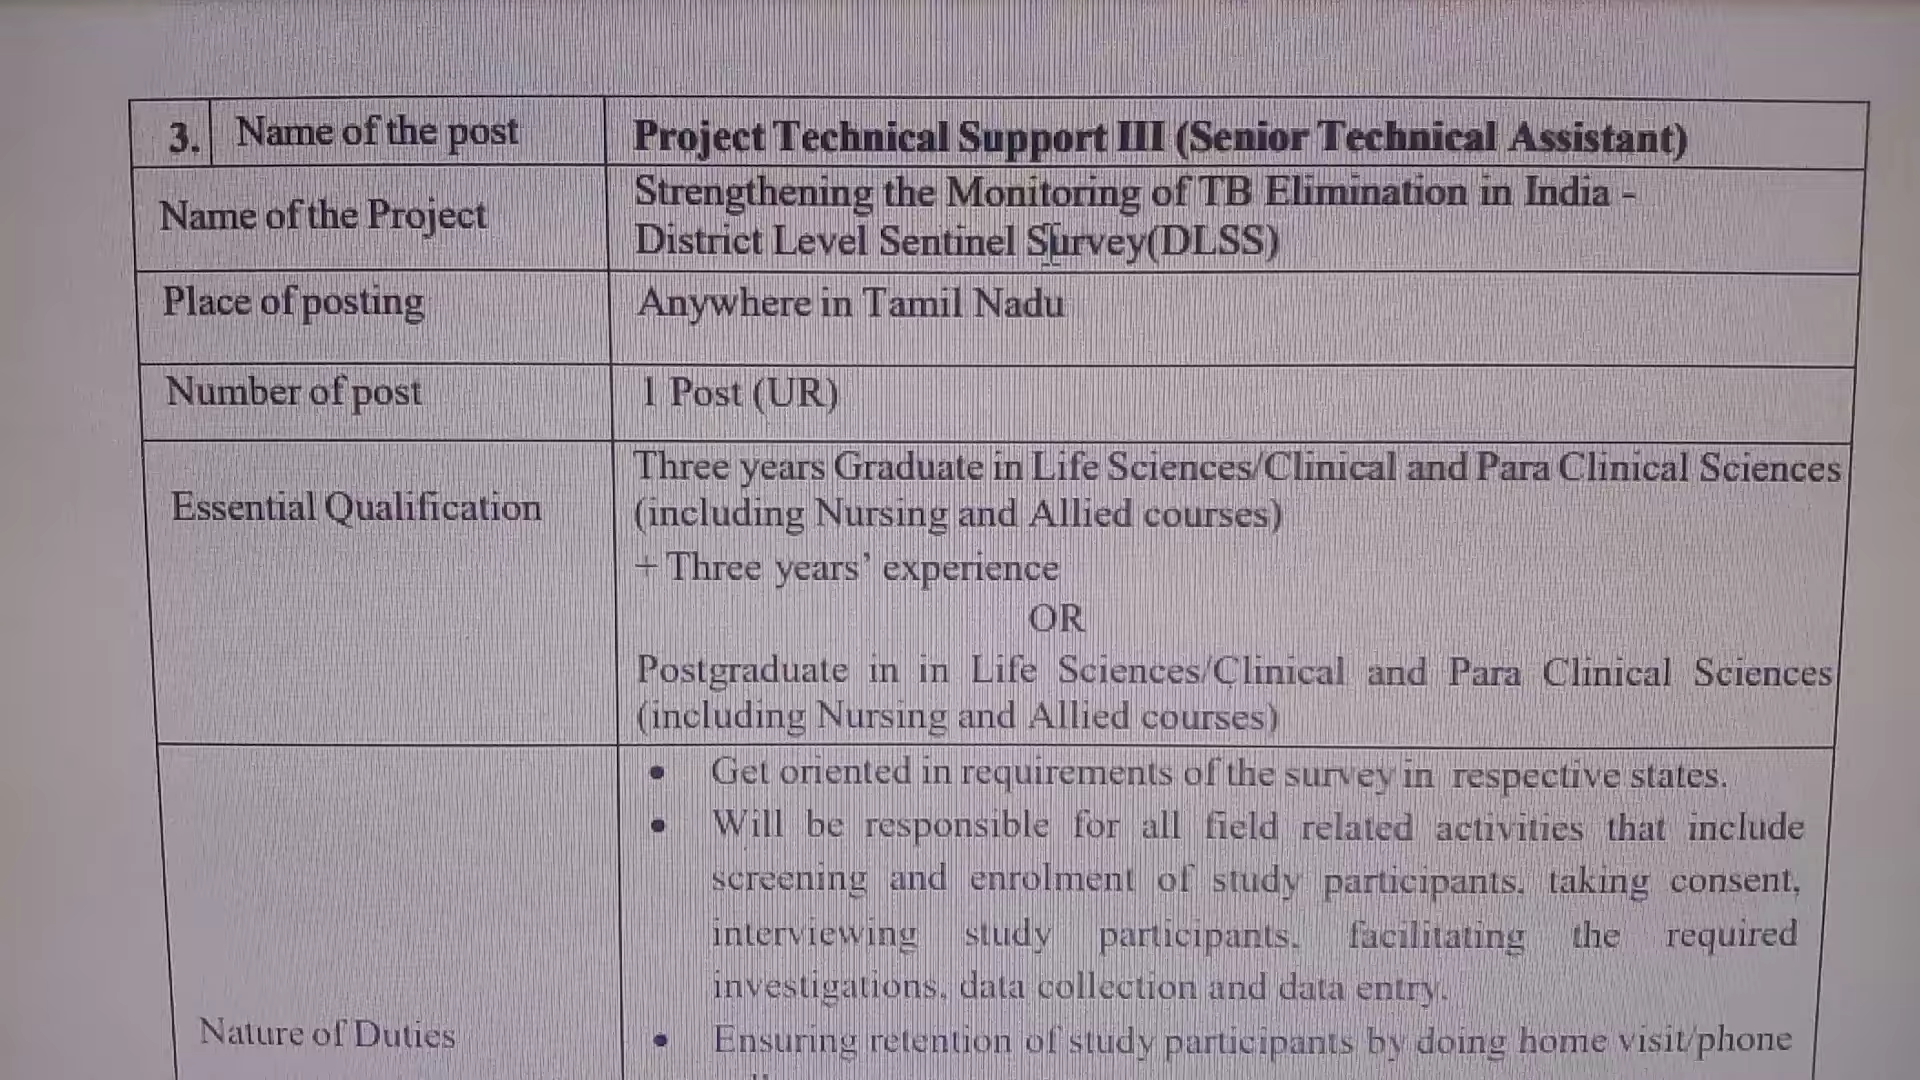 3. Name of the post
Project Technical Support III (Senior Technical Assistant)
Name of the Project
Strengthening the Monitoring of TB Elimination in India -
District Level Sentinel Survey(DLSS)
Place of posting
Anywhere in Tamil Nadu
Number of post
1 Post (UR)
Essential Qualification
Three years Graduate in Life Sciences/Clinical and Para Clinical Sciences
(including Nursing and Allied courses)
+ Three years’ experience
OR
Postgraduate in in Life Sciences/Clinical and Para Clinical Sciences
(including Nursing and Allied courses)
Nature of Duties
• Get oriented in requirements of the survey in respective states.
• Will be responsible for all field related activities that include
screening and enrolment of study participants, taking consent,
interviewing study participants, facilitating the required
investigations, data collection and data entry.
• Ensuring retention of study participants by doing home visit/phone